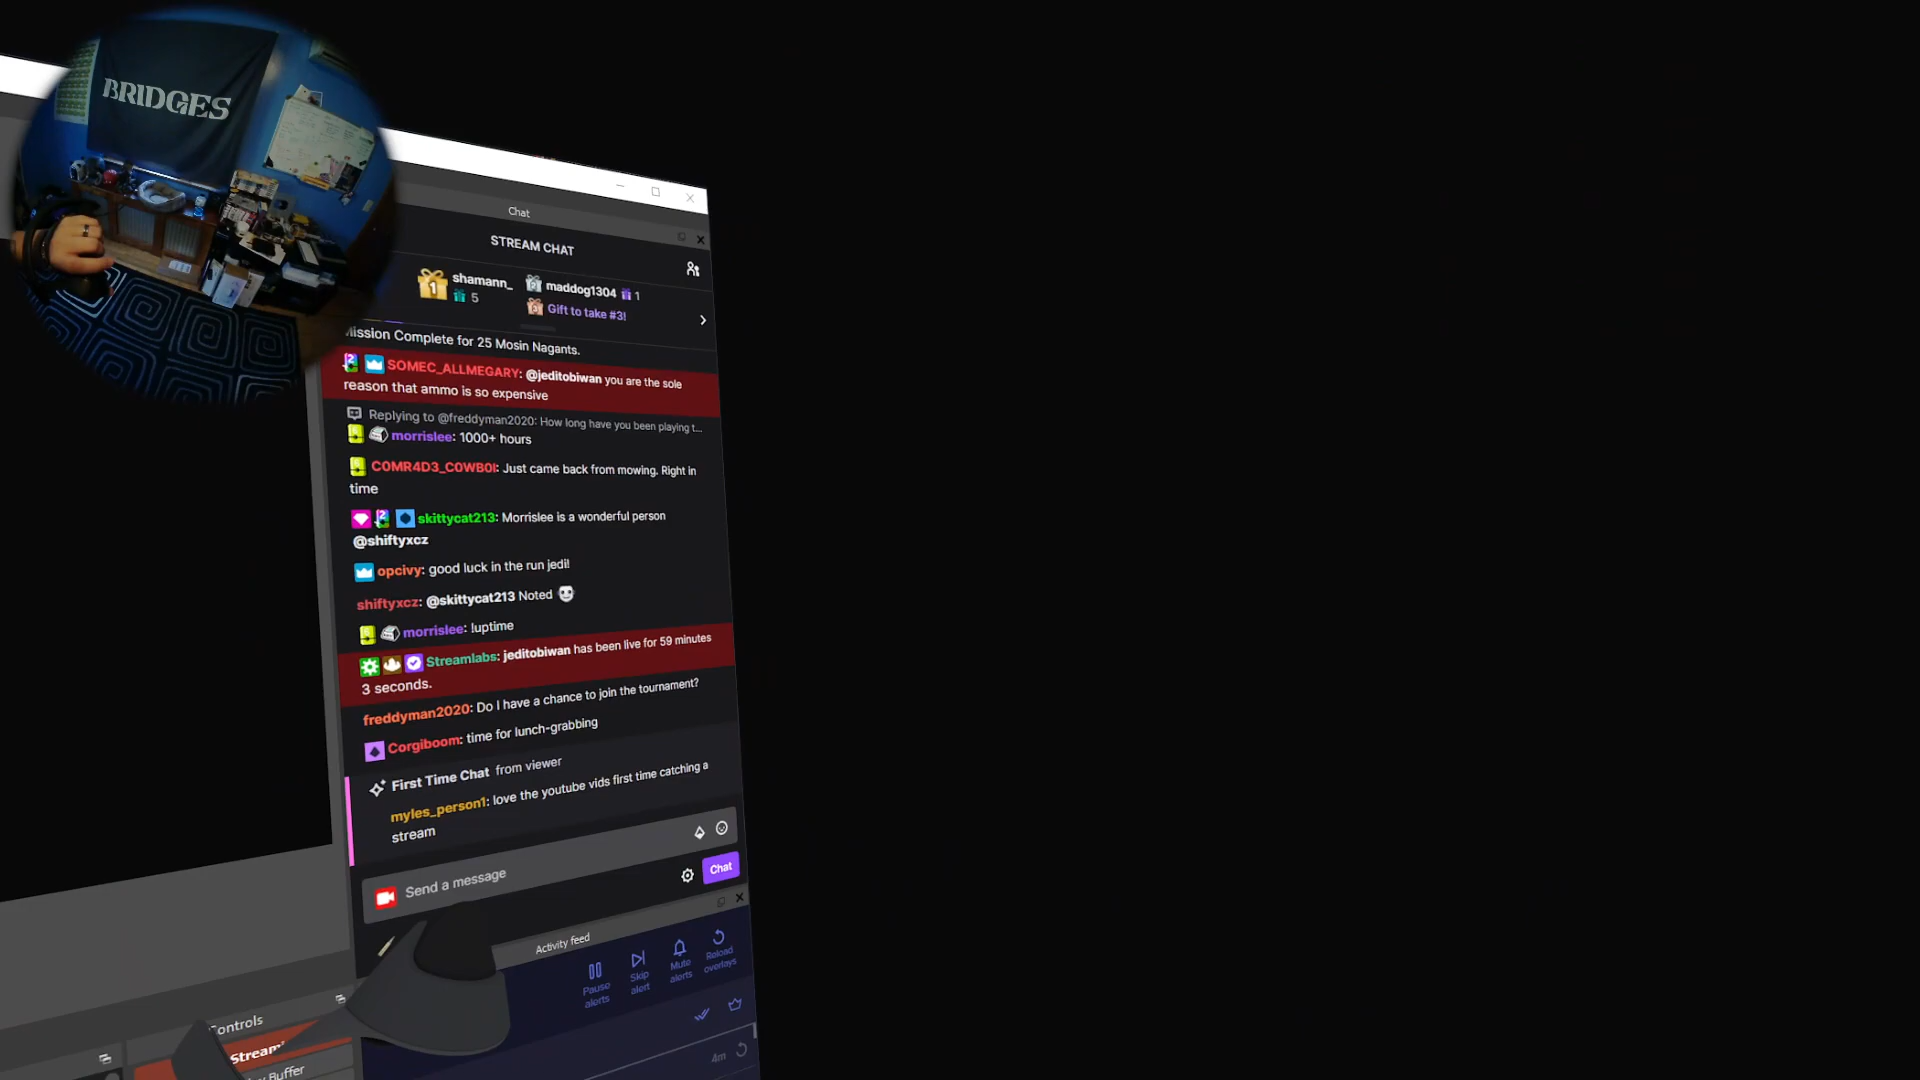 BRIDGES
Chat
STREAM CHAT
1 shamann_
5
maddog1304 1
Gift to take #3!
Mission Complete for 25 Mosin Nagants.
SOMEC_ALLMEGARY: @jeditobiwan you are the sole
reason that ammo is so expensive
Replying to @freddyman2020: How long have you been playing t...
morrislee: 1000+ hours
C0MR4D3_C0WB0I: Just came back from mowing. Right in
time
skittycat213: Morrislee is a wonderful person
@shiftyxcz
opcivy: good luck in the run jedi!
shiftyxcz: @skittycat213 Noted
morrislee: !uptime
Streamlabs: jeditobiwan has been live for 59 minutes
3 seconds.
freddyman2020: Do I have a chance to join the tournament?
Corgiboom: time for lunch-grabbing
First Time Chat from viewer
myles_person1: love the youtube vids first time catching a
stream
Send a message
Chat
Activity feed
Pause
alerts
Skip
alert
Mute
alerts
Reload
overlays
4m
Controls
Stream
Buffer